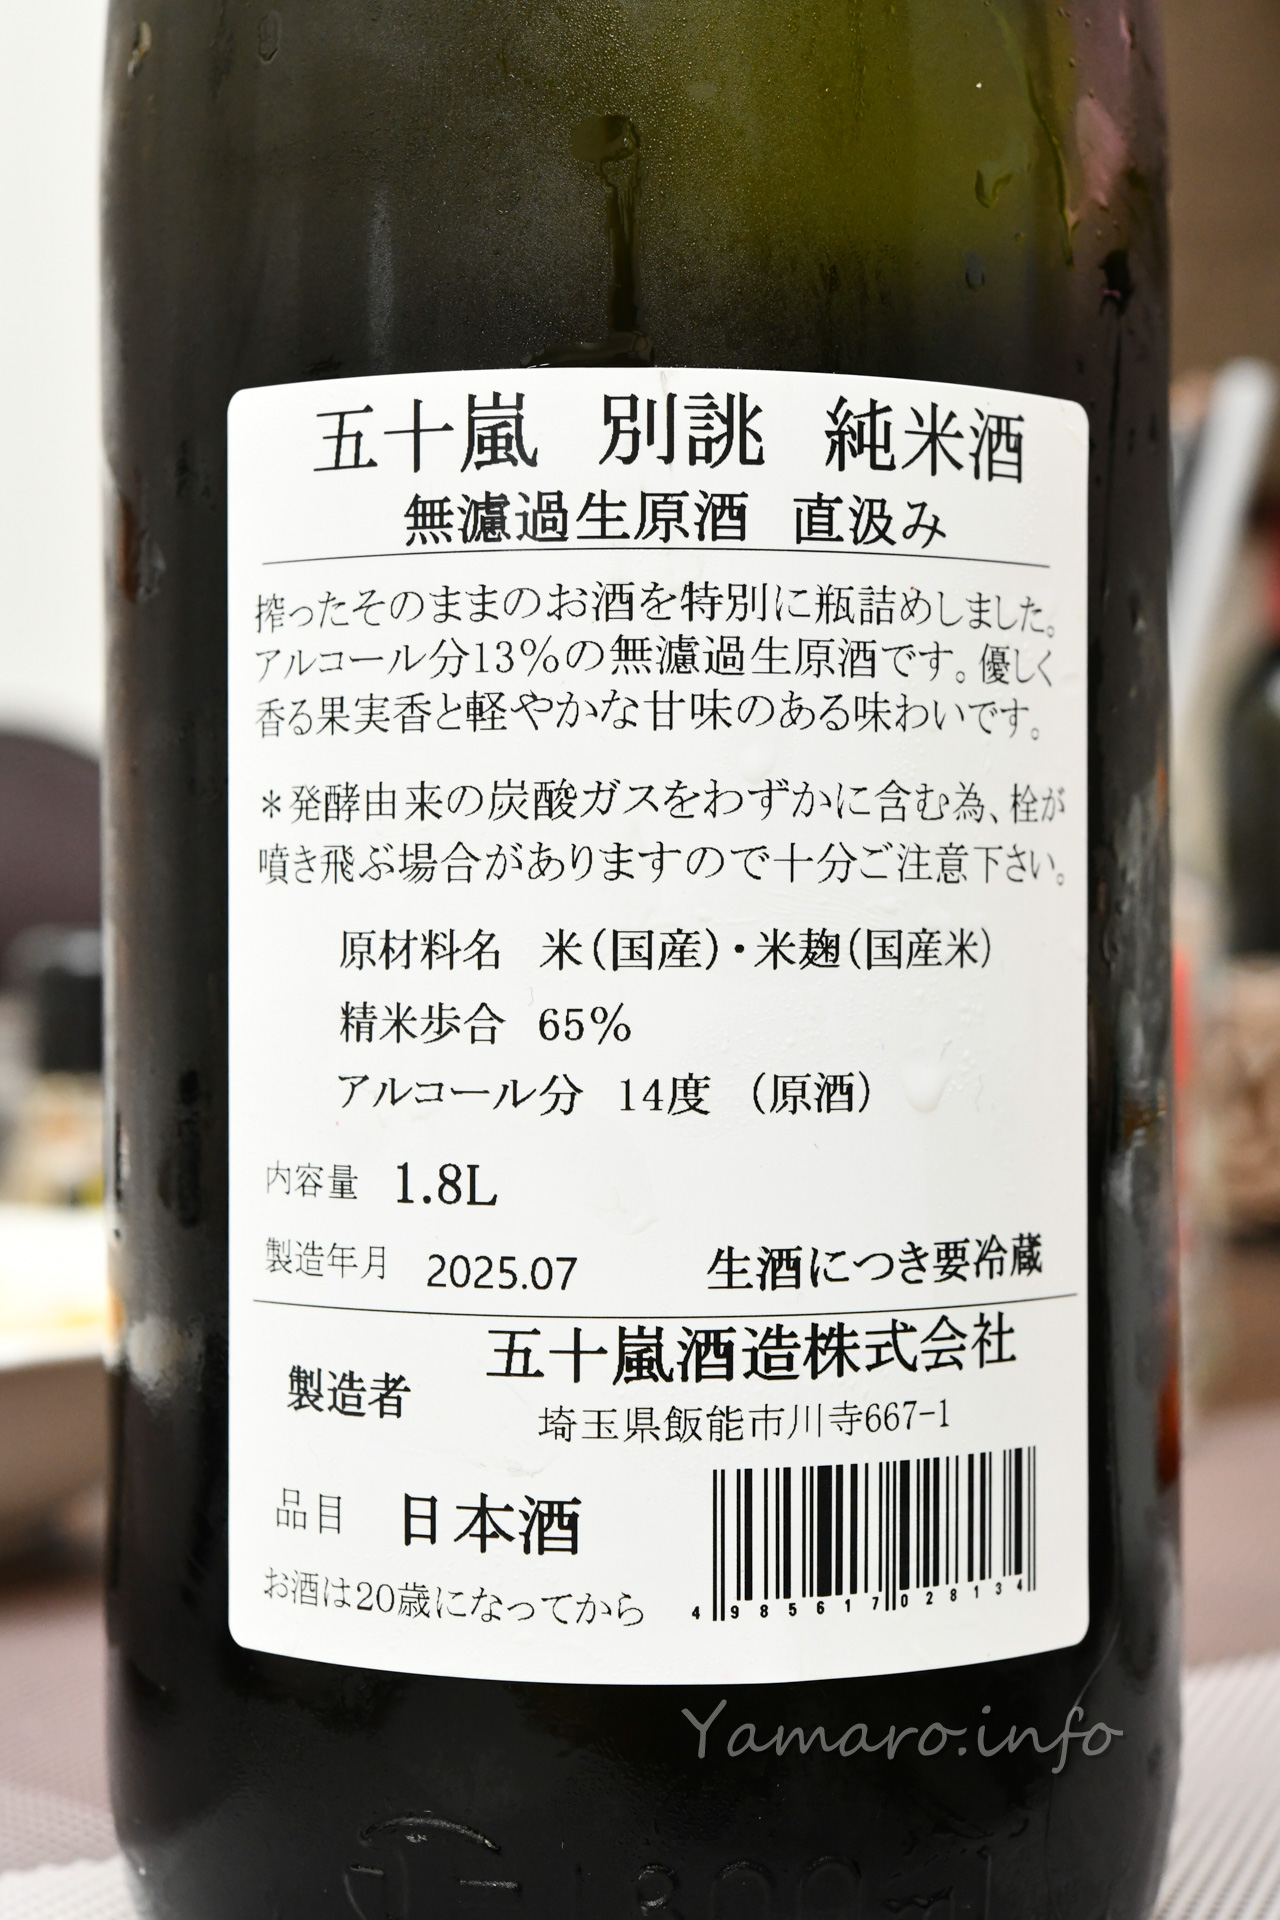 五十嵐 別誂 純米酒
無濾過生原酒 直汲み
搾ったそのままのお酒を特別に瓶詰めしました。
アルコール分13%の無濾過生原酒です。優しく
香る果実香と軽やかな甘味のある味わいです。
＊発酵由来の炭酸ガスをわずかに含む為、栓が
噴き飛ぶ場合がありますので十分ご注意下さい。
原材料名 米(国産)・米麹(国産米)
精米歩合 65%
アルコール分 14度 (原酒)
内容量 1.8L
製造年月 2025.07 生酒につき要冷蔵
製造者 五十嵐酒造株式会社
埼玉県飯能市川寺667-1
品目 日本酒
お酒は20歳になってから
4985617028134
Yamaro.info